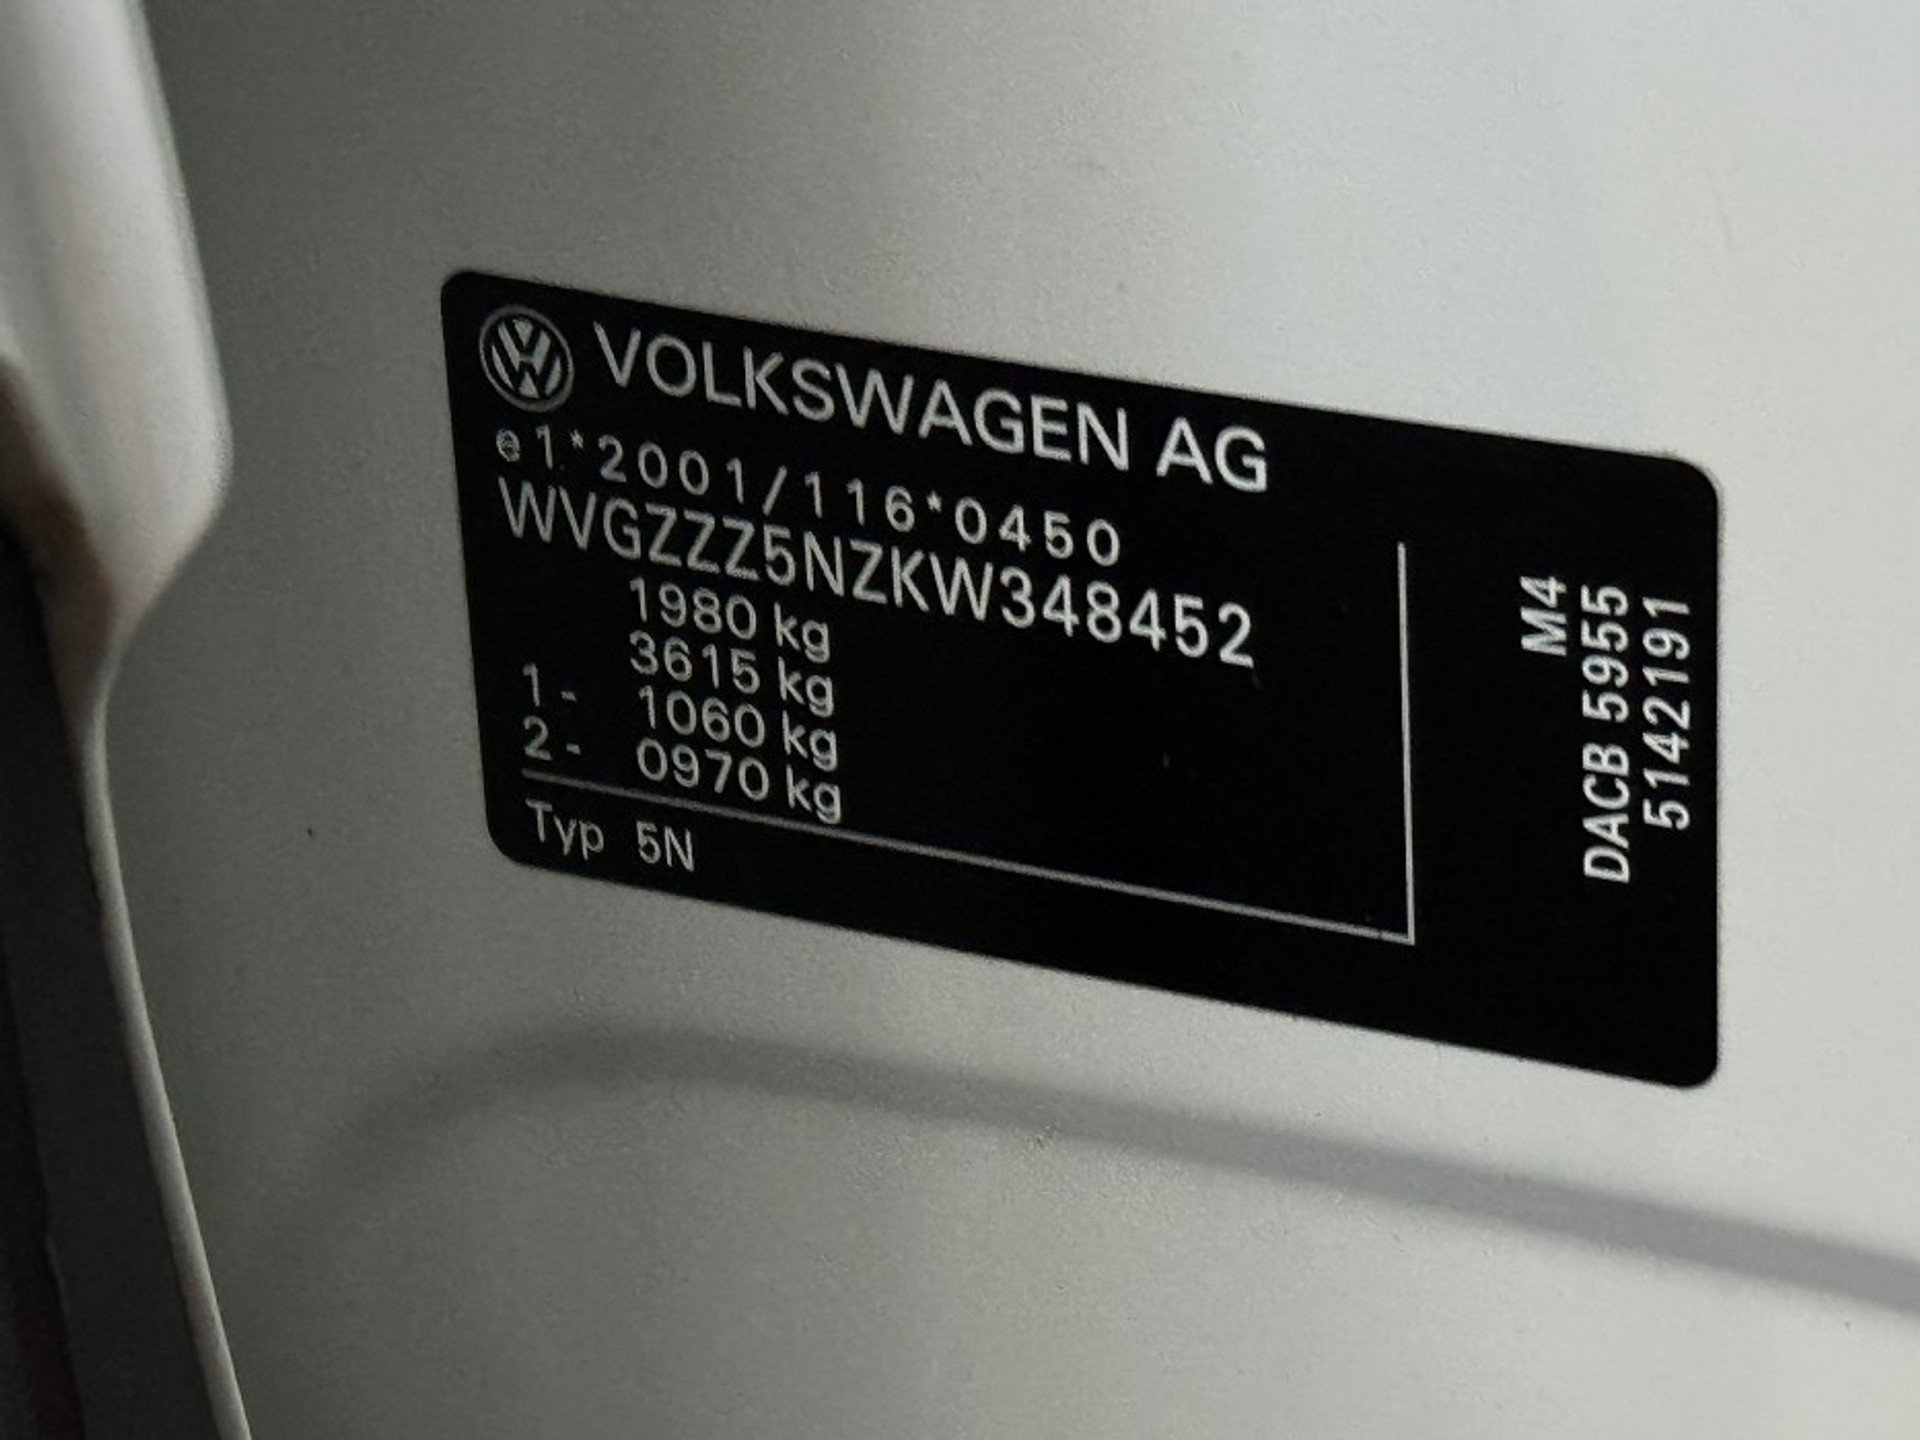 VOLKSWAGEN AG
e1*2001/116*0450
WVGZZZ5NZKW348452
1980 kg
3615 kg
1- 1060 kg
2- 0970 kg
Typ 5N
M4
DACB 5955
5142191